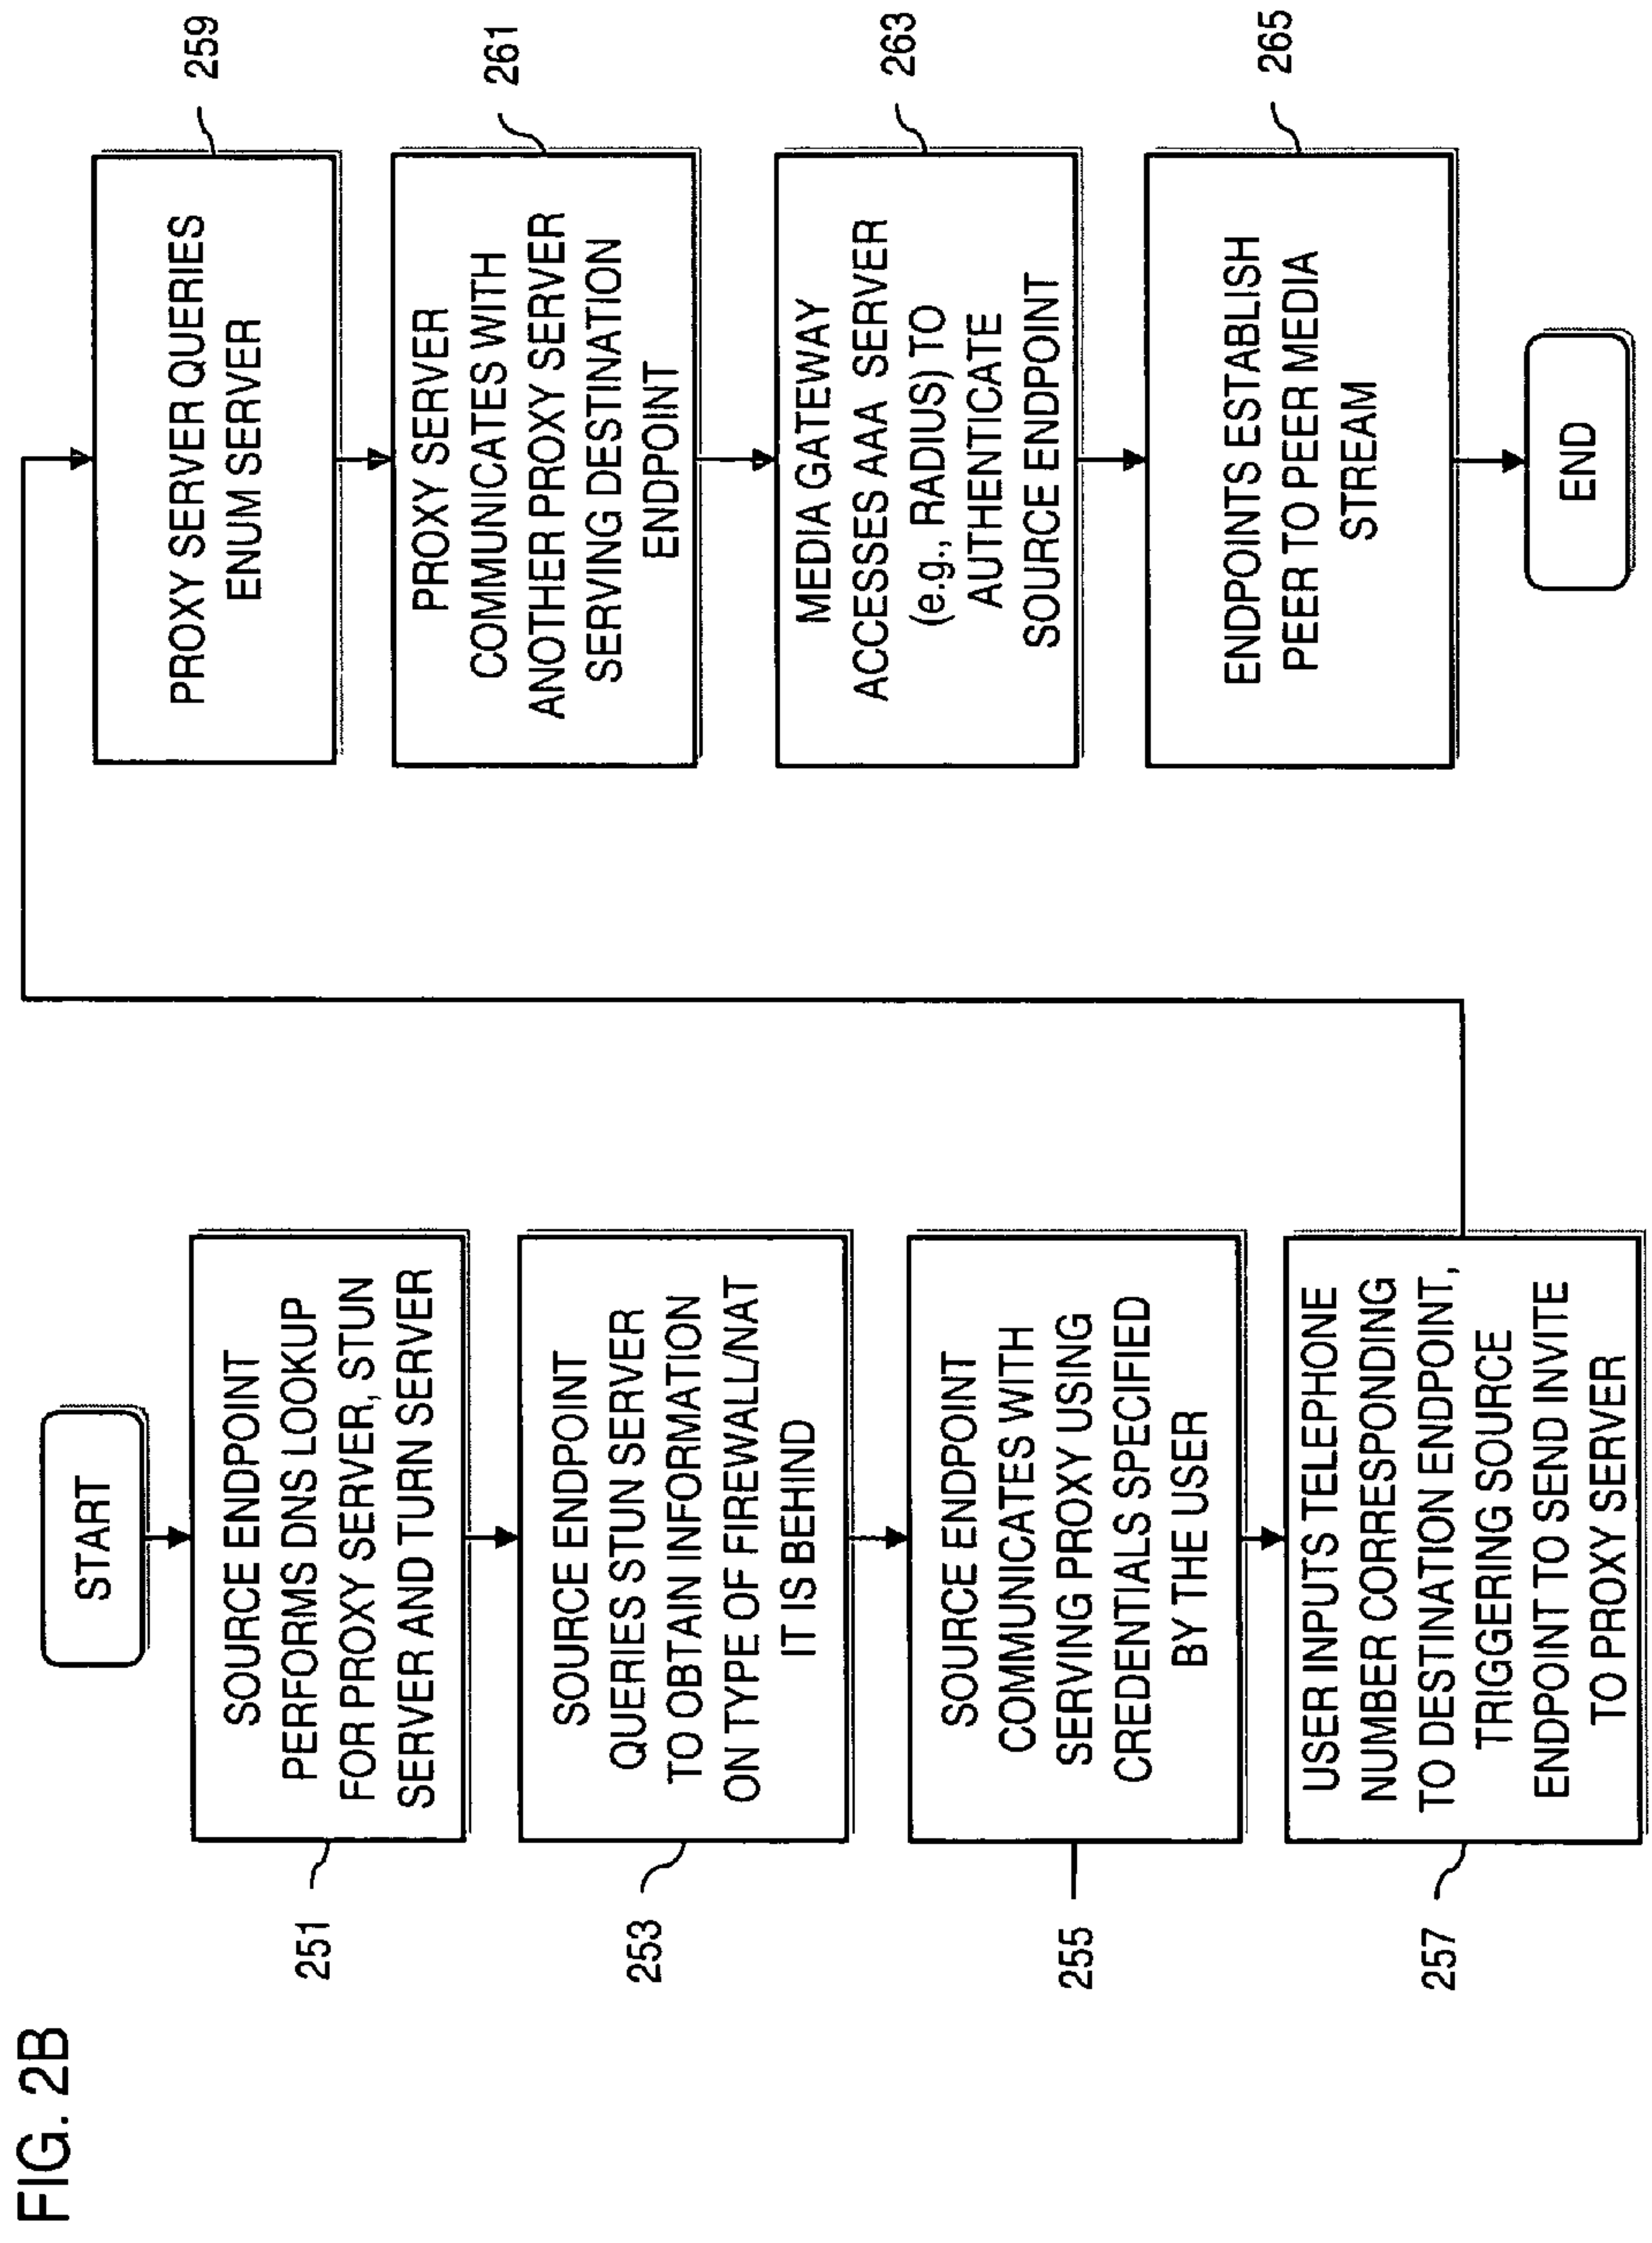 FIG. 2B
START
SOURCE ENDPOINT
PERFORMS DNS LOOKUP
FOR PROXY SERVER, STUN
SERVER AND TURN SERVER
251
SOURCE ENDPOINT
QUERIES STUN SERVER
TO OBTAIN INFORMATION
ON TYPE OF FIREWALL/NAT
IT IS BEHIND
253
SOURCE ENDPOINT
COMMUNICATES WITH
SERVING PROXY USING
CREDENTIALS SPECIFIED
BY THE USER
255
USER INPUTS TELEPHONE
NUMBER CORRESPONDING
TO DESTINATION ENDPOINT,
TRIGGERING SOURCE
ENDPOINT TO SEND INVITE
TO PROXY SERVER
257
PROXY SERVER QUERIES
ENUM SERVER
259
PROXY SERVER
COMMUNICATES WITH
ANOTHER PROXY SERVER
SERVING DESTINATION
ENDPOINT
261
MEDIA GATEWAY
ACCESSES AAA SERVER
(e.g., RADIUS) TO
AUTHENTICATE
SOURCE ENDPOINT
263
ENDPOINTS ESTABLISH
PEER TO PEER MEDIA
STREAM
265
END